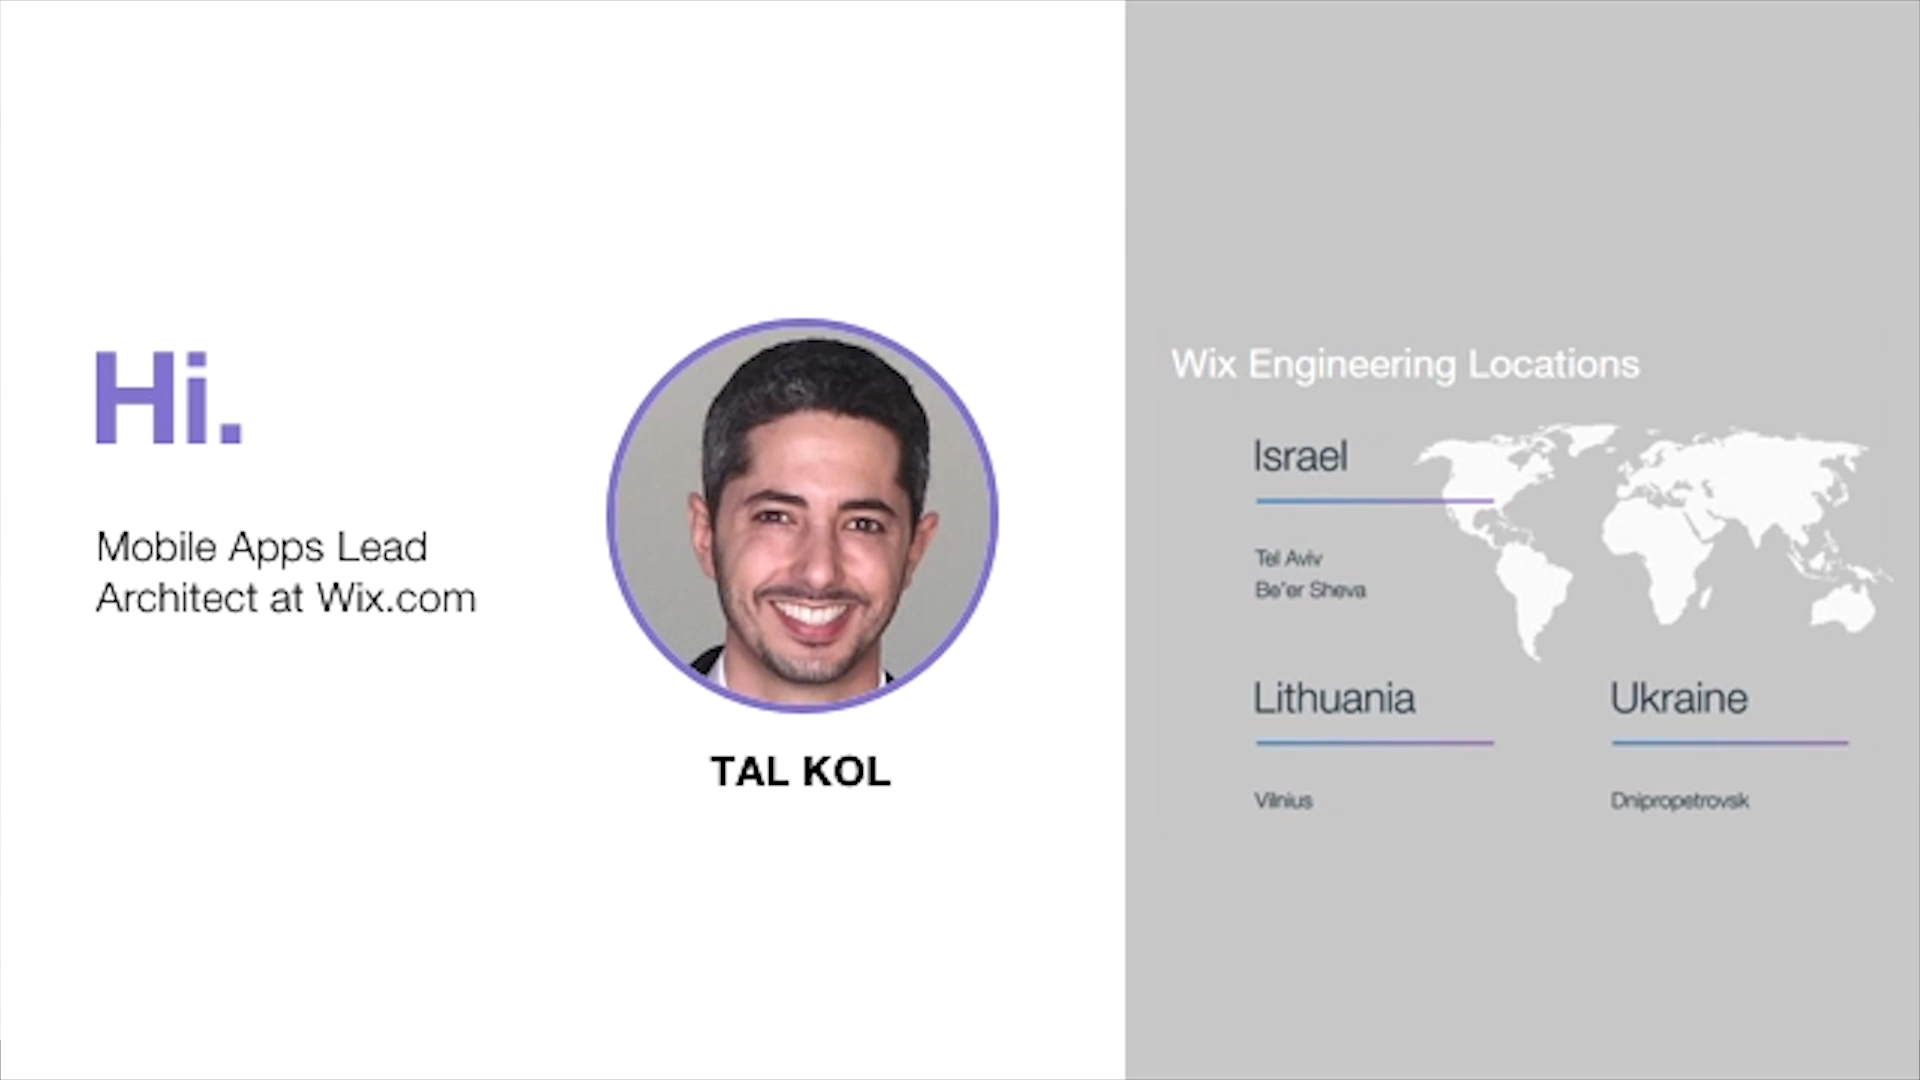 Hi.
Mobile Apps Lead
Architect at Wix.com
TAL KOL
Wix Engineering Locations
Israel
Tel Aviv
Be'er Sheva
Lithuania
Vilnius
Ukraine
Dnipropetrovsk